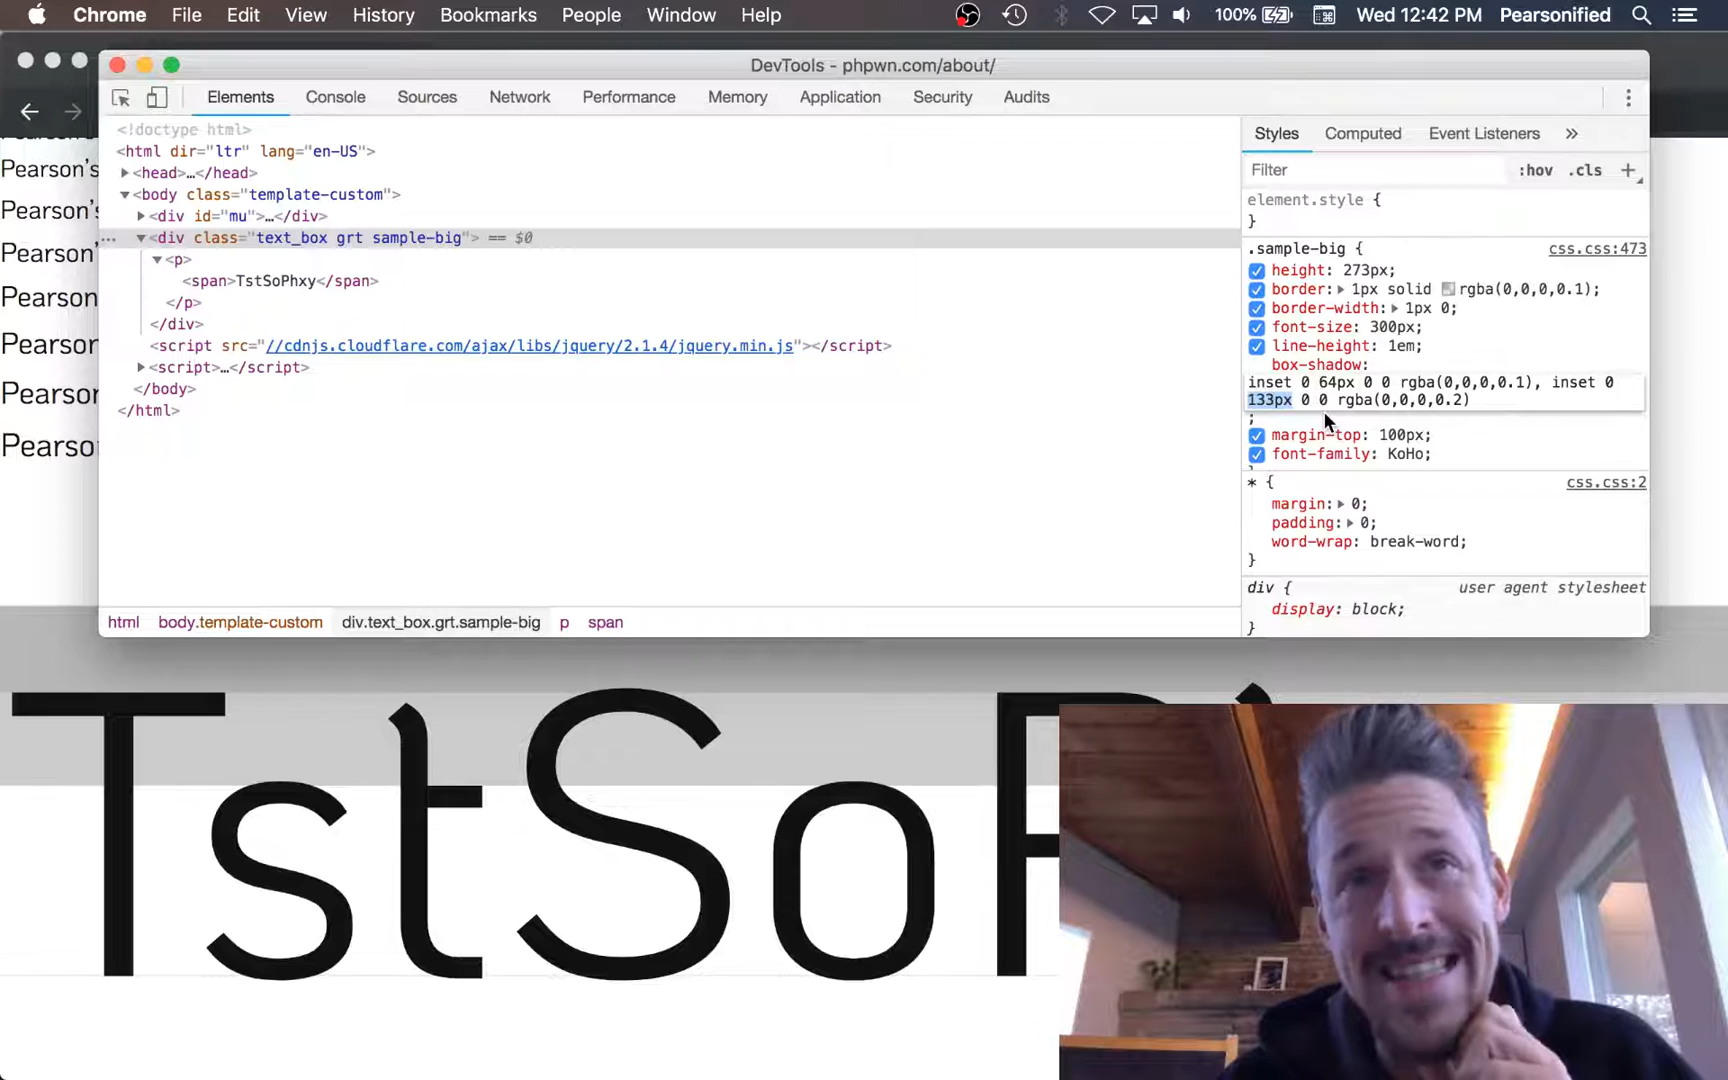 Chrome File Edit View History Bookmarks People Window Help 100% Wed 12:42 PM Pearsonified
DevTools - phpwn.com/about/
Elements Console Sources Network Performance Memory Application Security Audits
Pearson's
Pearson's
Pearson
Pearson
Pearson
Pearson
Pearso
<!doctype html>
<html dir="ltr" lang="en-US">
<head>…</head>
<body class="template-custom">
<div id="mu">…</div>
<div class="text_box grt sample-big"> == $0
<p>
<span>TstSoPhxy</span>
</p>
</div>
<script src="//cdnjs.cloudflare.com/ajax/libs/jquery/2.1.4/jquery.min.js"></script>
<script>…</script>
</body>
</html>
html body.template-custom div.text_box.grt.sample-big p span
Styles Computed Event Listeners »
Filter :hov .cls +
element.style {
}
.sample-big { css.css:473
height: 273px;
border: 1px solid rgba(0,0,0,0.1);
border-width: 1px 0;
font-size: 300px;
line-height: 1em;
box-shadow:
inset 0 64px 0 0 rgba(0,0,0,0.1), inset 0
133px 0 0 rgba(0,0,0,0.2)
;
margin-top: 100px;
font-family: KoHo;
* { css.css:2
margin: 0;
padding: 0;
word-wrap: break-word;
}
div { user agent stylesheet
display: block;
}
TstSoP